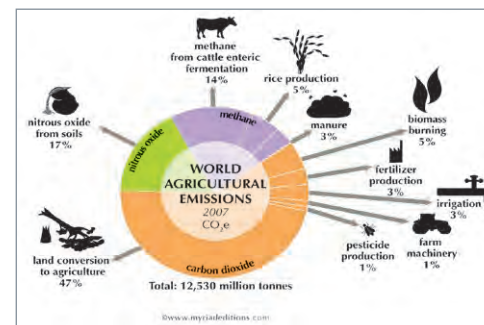 methane
from cattle enteric
fermentation
14%
rice production
5%
manure
3%
biomass
burning
5%
nitrous oxide
from soils
17%
fertilizer
production
3%
irrigation
3%
farm
machinery
1%
pesticide
production
1%
land conversion
to agriculture
47%
nitrous oxide
methane
carbon dioxide
WORLD
AGRICULTURAL
EMISSIONS
2007
CO₂e
Total: 12,530 million tonnes
©www.myriadeditions.com